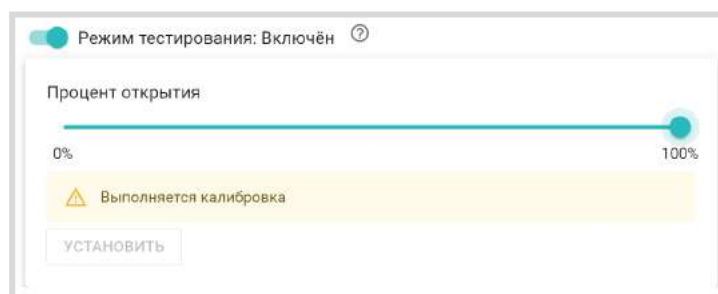 Режим тестирования: Включён ?
Процент открытия
0% 100%
Выполняется калибровка
УСТАНОВИТЬ